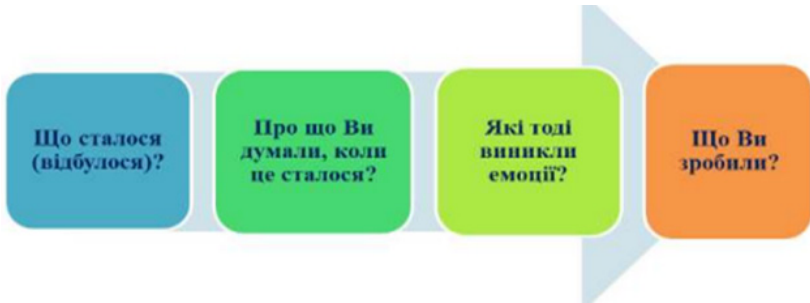 Що сталося
(відбулося)?
Про що Ви
думали, коли
це сталося?
Які тоді
виникли
емоції?
Що Ви
зробили?